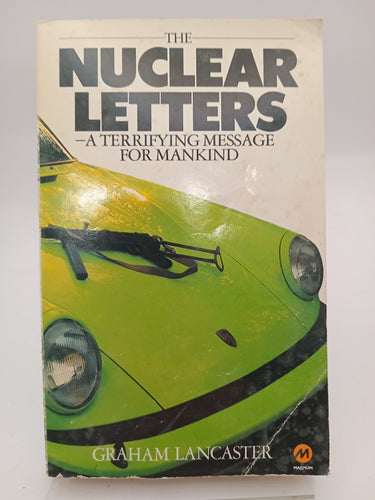 THE
NUCLEAR
LETTERS
—A TERRIFYING MESSAGE
FOR MANKIND
GRAHAM LANCASTER
M
MAGNUM